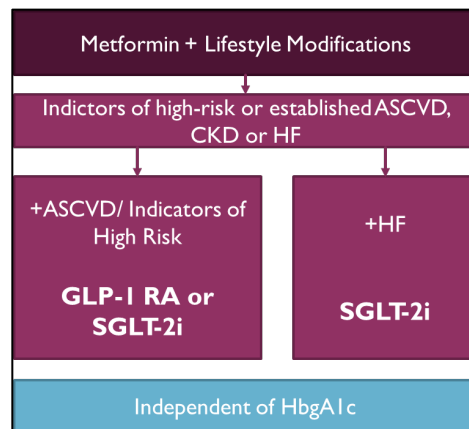 Metformin + Lifestyle Modifications
Indictors of high-risk or established ASCVD,
CKD or HF
+ASCVD/ Indicators of
High Risk
GLP-1 RA or
SGLT-2i
+HF
SGLT-2i
Independent of HbgA1c